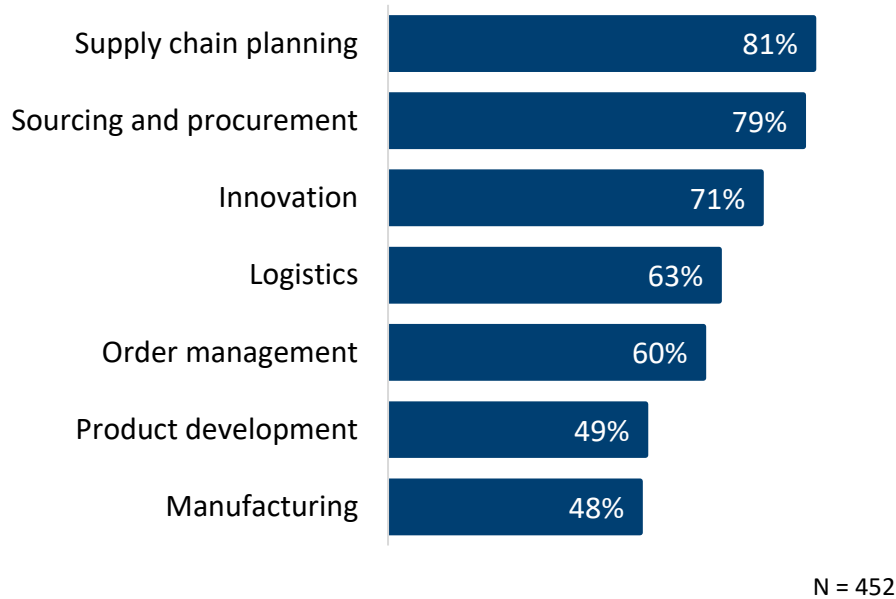 Supply chain planning 81%
Sourcing and procurement 79%
Innovation 71%
Logistics 63%
Order management 60%
Product development 49%
Manufacturing 48%
N = 452